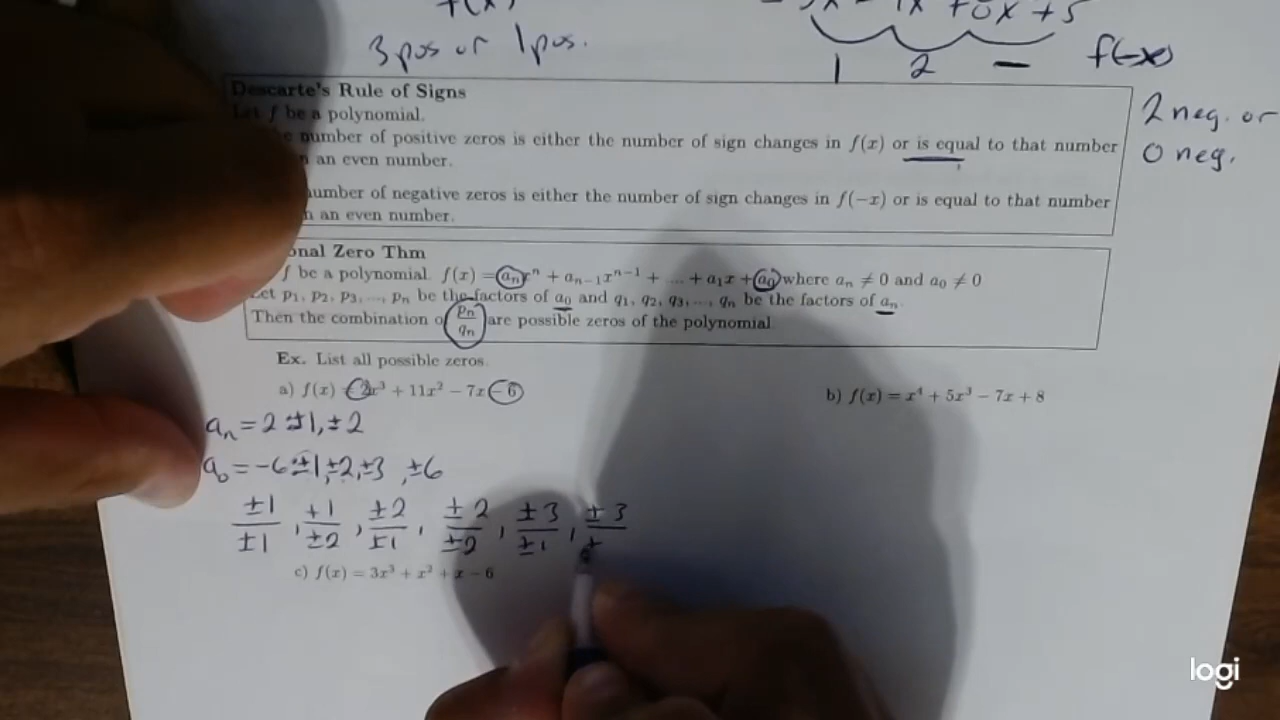 3 pos or 1 pos.
+0x + 5
1 2 — f(-x)
2 neg. or
0 neg.
Descarte's Rule of Signs
Let f be a polynomial.
number of positive zeros is either the number of sign changes in f(x) or is equal to that number
an even number.
number of negative zeros is either the number of sign changes in f(−x) or is equal to that number
an even number.
onal Zero Thm
f be a polynomial. f(x) = aₙxⁿ + aₙ₋₁xⁿ⁻¹ + ... + a₁x + a₀ where aₙ ≠ 0 and a₀ ≠ 0
Let p₁, p₂, p₃, ..., pₙ be the factors of a₀ and q₁, q₂, q₃, ..., qₙ be the factors of aₙ.
Then the combination o pₙ/qₙ are possible zeros of the polynomial
Ex. List all possible zeros.
a) f(x) = 2x³ + 11x² − 7x − 6
b) f(x) = x⁴ + 5x³ − 7x + 8
aₙ = 2 ±1, ±2
a₀ = -6 ±1, ±2, ±3, ±6
±1/±1, ±1/±2, ±2/±1, ±2/±2, ±3/±1, ±3/±
c) f(x) = 3x³ + x² + x − 6
logi